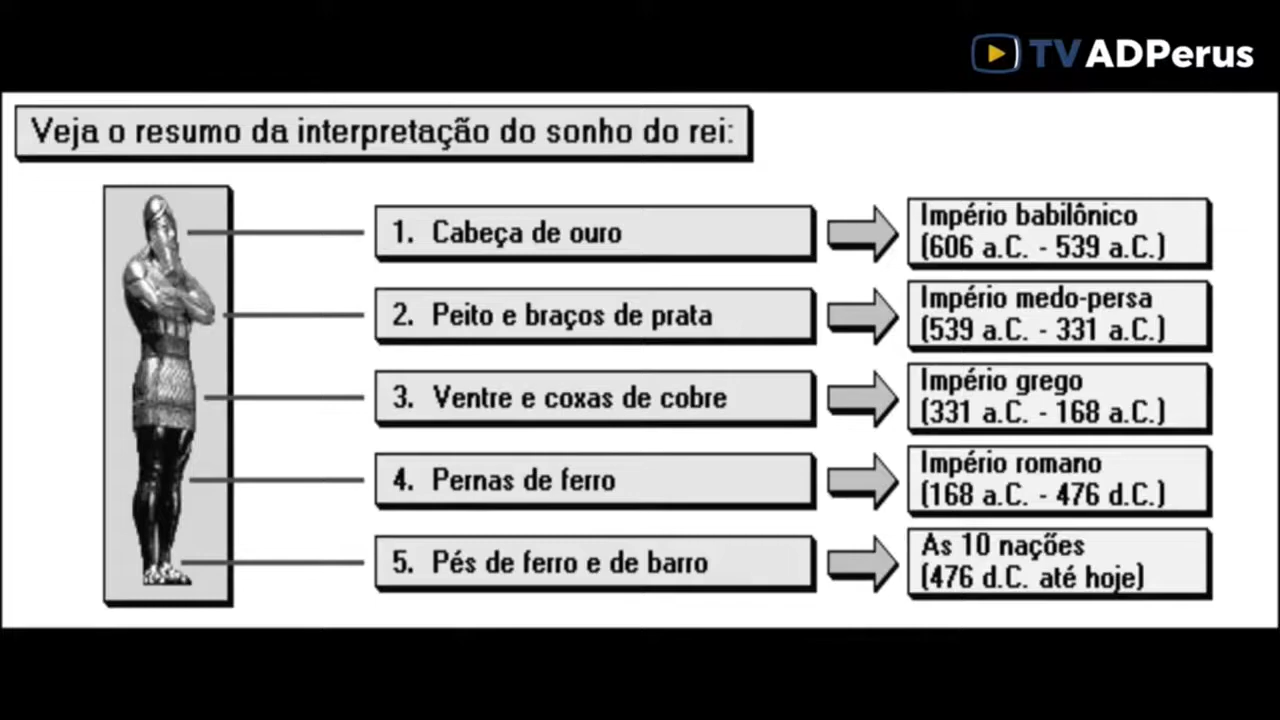 TV ADPerus
Veja o resumo da interpretação do sonho do rei:
1. Cabeça de ouro
Império babilônico
(606 a.C. - 539 a.C.)
2. Peito e braços de prata
Império medo-persa
(539 a.C. - 331 a.C.)
3. Ventre e coxas de cobre
Império grego
(331 a.C. - 168 a.C.)
4. Pernas de ferro
Império romano
(168 a.C. - 476 d.C.)
5. Pés de ferro e de barro
As 10 nações
(476 d.C. até hoje)